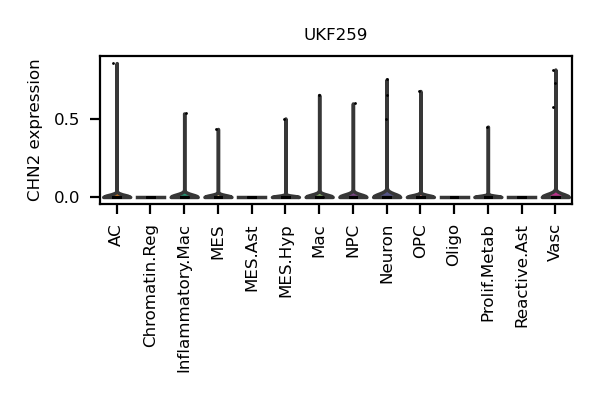 UKF259
CHN2 expression
0.5
0.0
AC
Chromatin.Reg
Inflammatory.Mac
MES
MES.Ast
MES.Hyp
Mac
NPC
Neuron
OPC
Oligo
Prolif.Metab
Reactive.Ast
Vasc